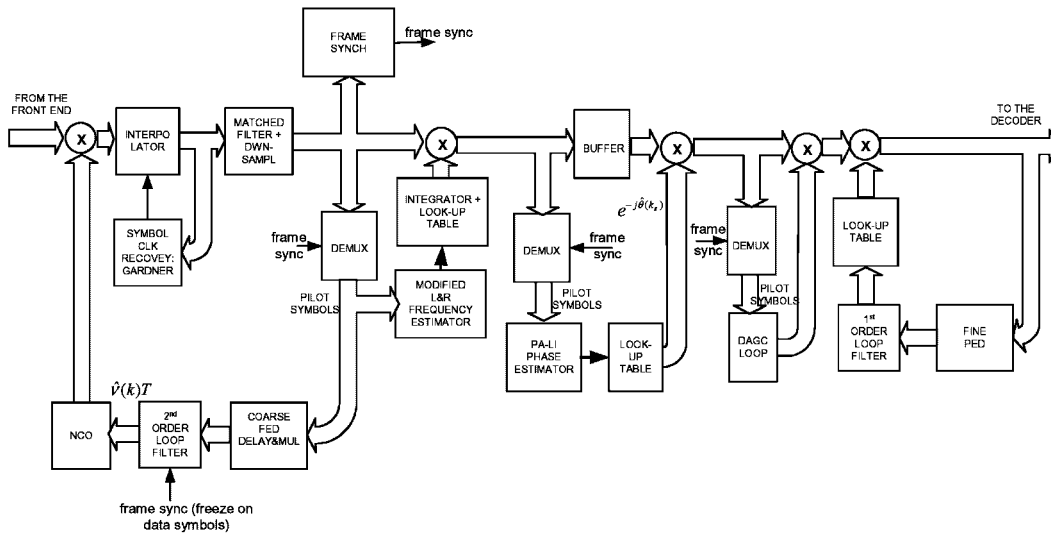 FRAME
SYNCH
frame sync
FROM THE
FRONT END
X
INTERPO
LATOR
MATCHED
FILTER +
DWN-
SAMPL
X
BUFFER
X
X
X
TO THE
DECODER
SYMBOL
CLK
RECOVEY:
GARDNER
frame
sync
DEMUX
INTEGRATOR +
LOOK-UP
TABLE
DEMUX
frame
sync
e^{-j\hat{θ}(k_s)}
frame
sync
DEMUX
LOOK-UP
TABLE
PILOT
SYMBOLS
MODIFIED
L&R
FREQUENCY
ESTIMATOR
PILOT
SYMBOLS
PILOT
SYMBOLS
PA-LI
PHASE
ESTIMATOR
LOOK-
UP
TABLE
DAGC
LOOP
1st
ORDER
LOOP
FILTER
FINE
PED
\hat{ν}(k)T
NCO
2nd
ORDER
LOOP
FILTER
COARSE
FED
DELAY&MUL
frame sync (freeze on
data symbols)